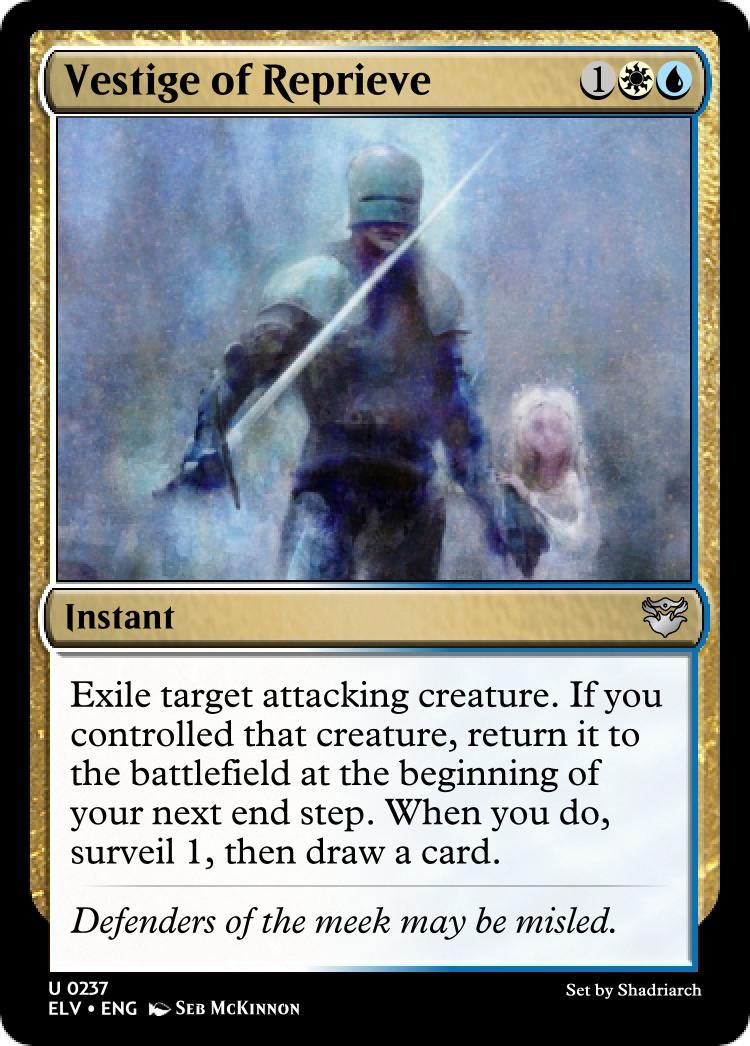 Vestige of Reprieve 1
Instant
Exile target attacking creature. If you
controlled that creature, return it to
the battlefield at the beginning of
your next end step. When you do,
surveil 1, then draw a card.
Defenders of the meek may be misled.
U 0237
ELV • ENG Seb McKinnon
Set by Shadriarch